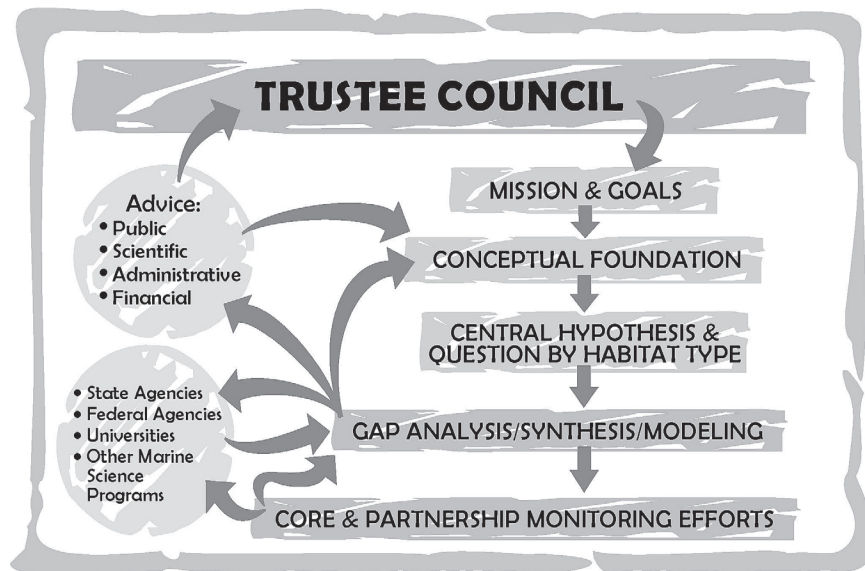 TRUSTEE COUNCIL
Advice:
• Public
• Scientific
• Administrative
• Financial
• State Agencies
• Federal Agencies
• Universities
• Other Marine
Science
Programs
MISSION & GOALS
CONCEPTUAL FOUNDATION
CENTRAL HYPOTHESIS &
QUESTION BY HABITAT TYPE
GAP ANALYSIS/SYNTHESIS/MODELING
CORE & PARTNERSHIP MONITORING EFFORTS